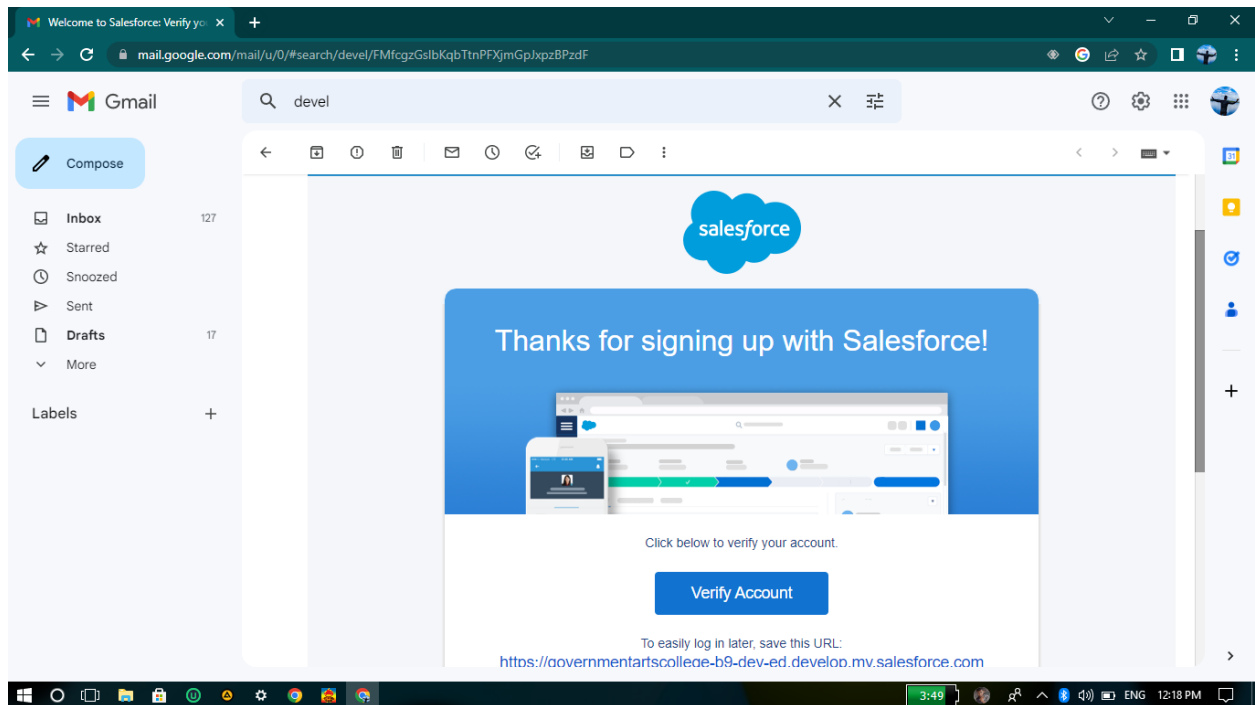 Welcome to Salesforce: Verify yo
mail.google.com/mail/u/0/#search/devel/FMfcgzGslbKqbTtnPFXjmGpJxpzBPzdF
Gmail
devel
Compose
Inbox 127
Starred
Snoozed
Sent
Drafts 17
More
Labels
31
salesforce
Thanks for signing up with Salesforce!
Click below to verify your account.
Verify Account
To easily log in later, save this URL:
https://governmentartscollege-b9-dev-ed.develop.my.salesforce.com
3:49
ENG 12:18 PM